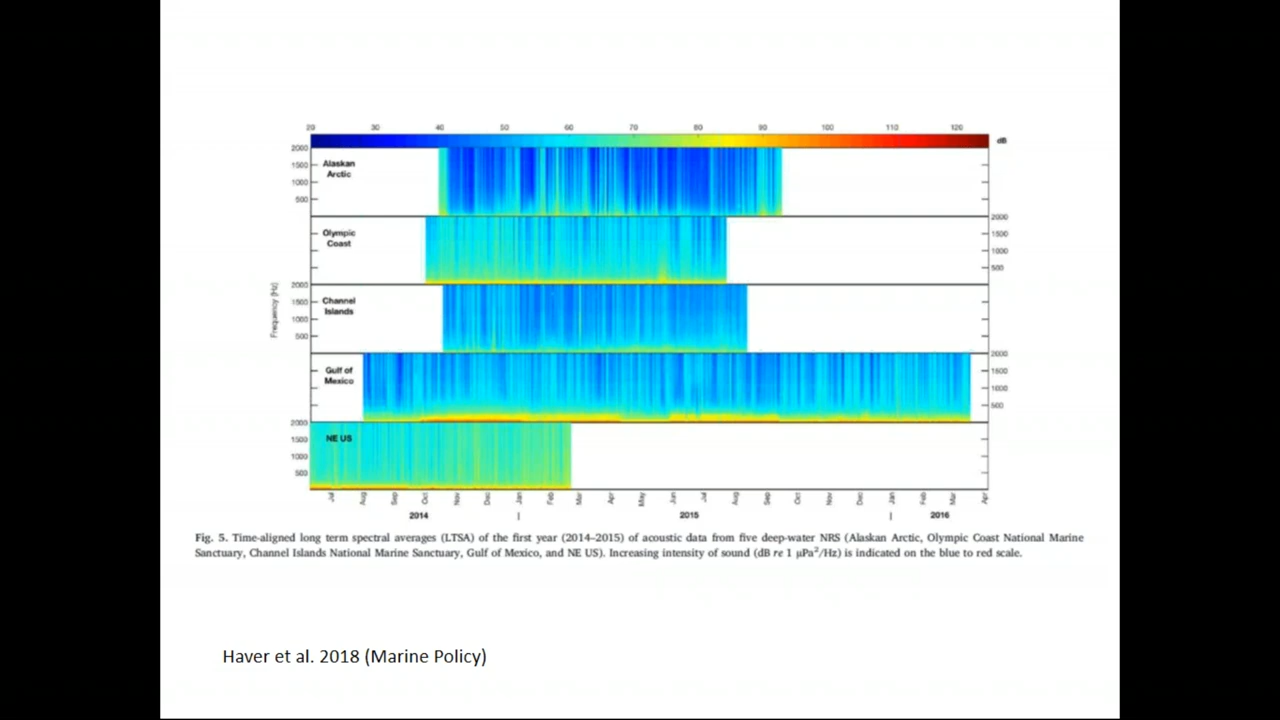 20 30 40 50 60 70 80 90 100 110 120 dB
2000
1500
1000
500
Alaskan
Arctic
2000
1500
1000
500
Olympic
Coast
2000
1500
1000
500
Channel
Islands
Frequency (Hz)
2000
1500
1000
500
Gulf of
Mexico
2000
1500
1000
500
NE US
Jul Aug Sep Oct Nov Dec Jan Feb Mar Apr May Jun Jul Aug Sep Oct Nov Dec Jan Feb Mar Apr
2014 | 2015 | 2016
Fig. 5. Time-aligned long term spectral averages (LTSA) of the first year (2014–2015) of acoustic data from five deep-water NRS (Alaskan Arctic, Olympic Coast National Marine
Sanctuary, Channel Islands National Marine Sanctuary, Gulf of Mexico, and NE US). Increasing intensity of sound (dB re 1 μPa²/Hz) is indicated on the blue to red scale.
Haver et al. 2018 (Marine Policy)